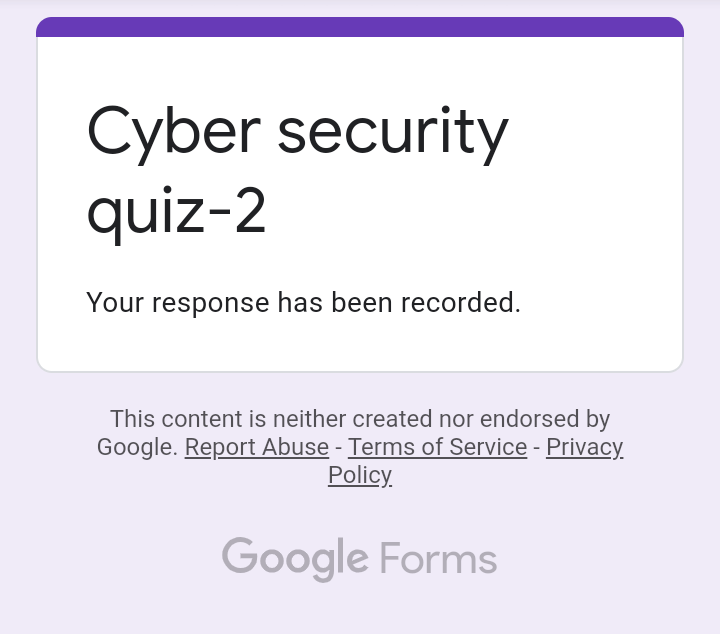 Cyber security
quiz-2
Your response has been recorded.
This content is neither created nor endorsed by
Google. Report Abuse - Terms of Service - Privacy
Policy
Google Forms